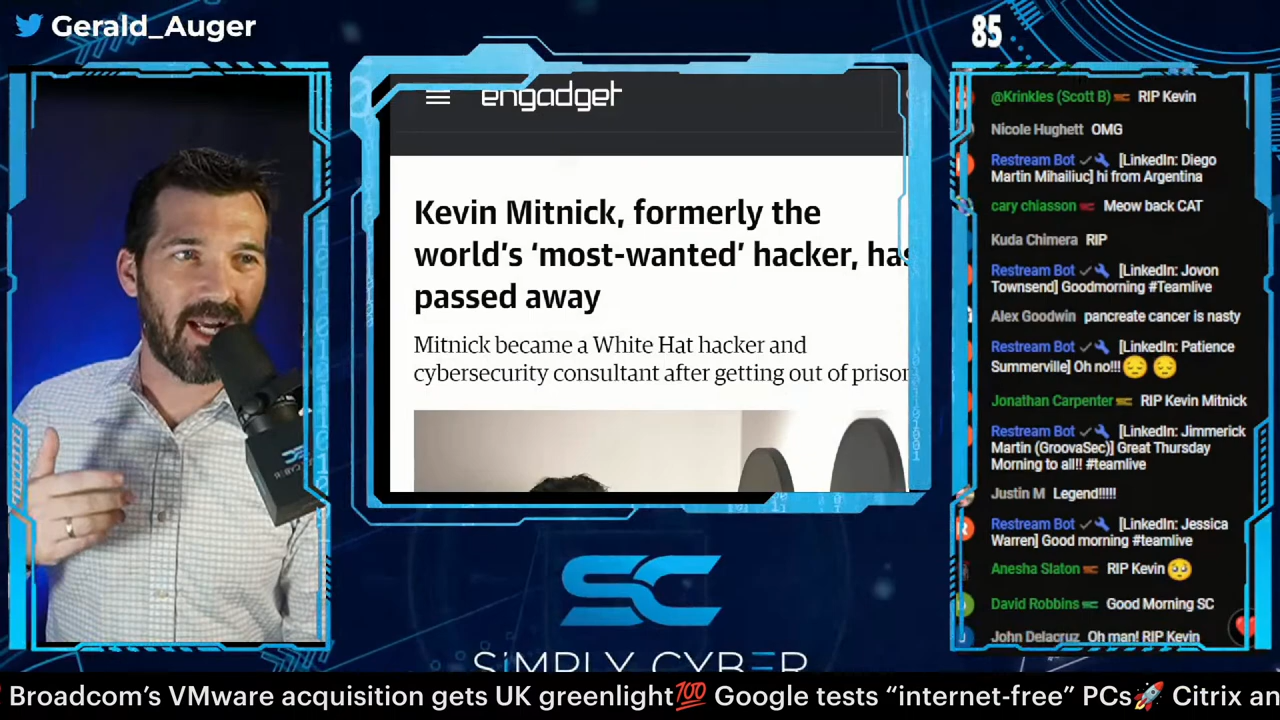 Gerald_Auger
85
engadget
Kevin Mitnick, formerly the
world's ‘most-wanted’ hacker, has
passed away
Mitnick became a White Hat hacker and
cybersecurity consultant after getting out of prison
@Krinkles (Scott B) RIP Kevin
Nicole Hughett OMG
Restream Bot [LinkedIn: Diego
Martin Mihailiuc] hi from Argentina
cary chiasson Meow back CAT
Kuda Chimera RIP
Restream Bot [LinkedIn: Jovon
Townsend] Goodmorning #Teamlive
Alex Goodwin pancreate cancer is nasty
Restream Bot [LinkedIn: Patience
Summerville] Oh no!!! 😔 😔
Jonathan Carpenter RIP Kevin Mitnick
Restream Bot [LinkedIn: Jimmerick
Martin (GroovaSec)] Great Thursday
Morning to all!! #teamlive
Justin M Legend!!!!!
Restream Bot [LinkedIn: Jessica
Warren] Good morning #teamlive
Anesha Slaton RIP Kevin 🥹
David Robbins Good Morning SC
John Delacruz Oh man! RIP Kevin
SC
SIMPLY CYBER
Broadcom’s VMware acquisition gets UK greenlight💯 Google tests “internet-free” PCs🚀 Citrix an